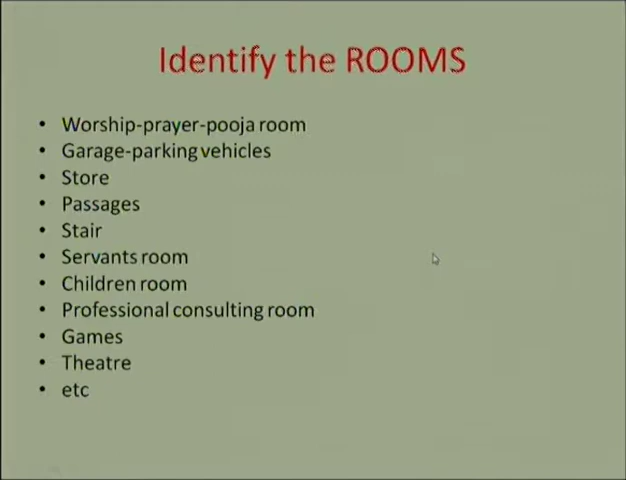 Identify the ROOMS
• Worship-prayer-pooja room
• Garage-parking vehicles
• Store
• Passages
• Stair
• Servants room
• Children room
• Professional consulting room
• Games
• Theatre
• etc